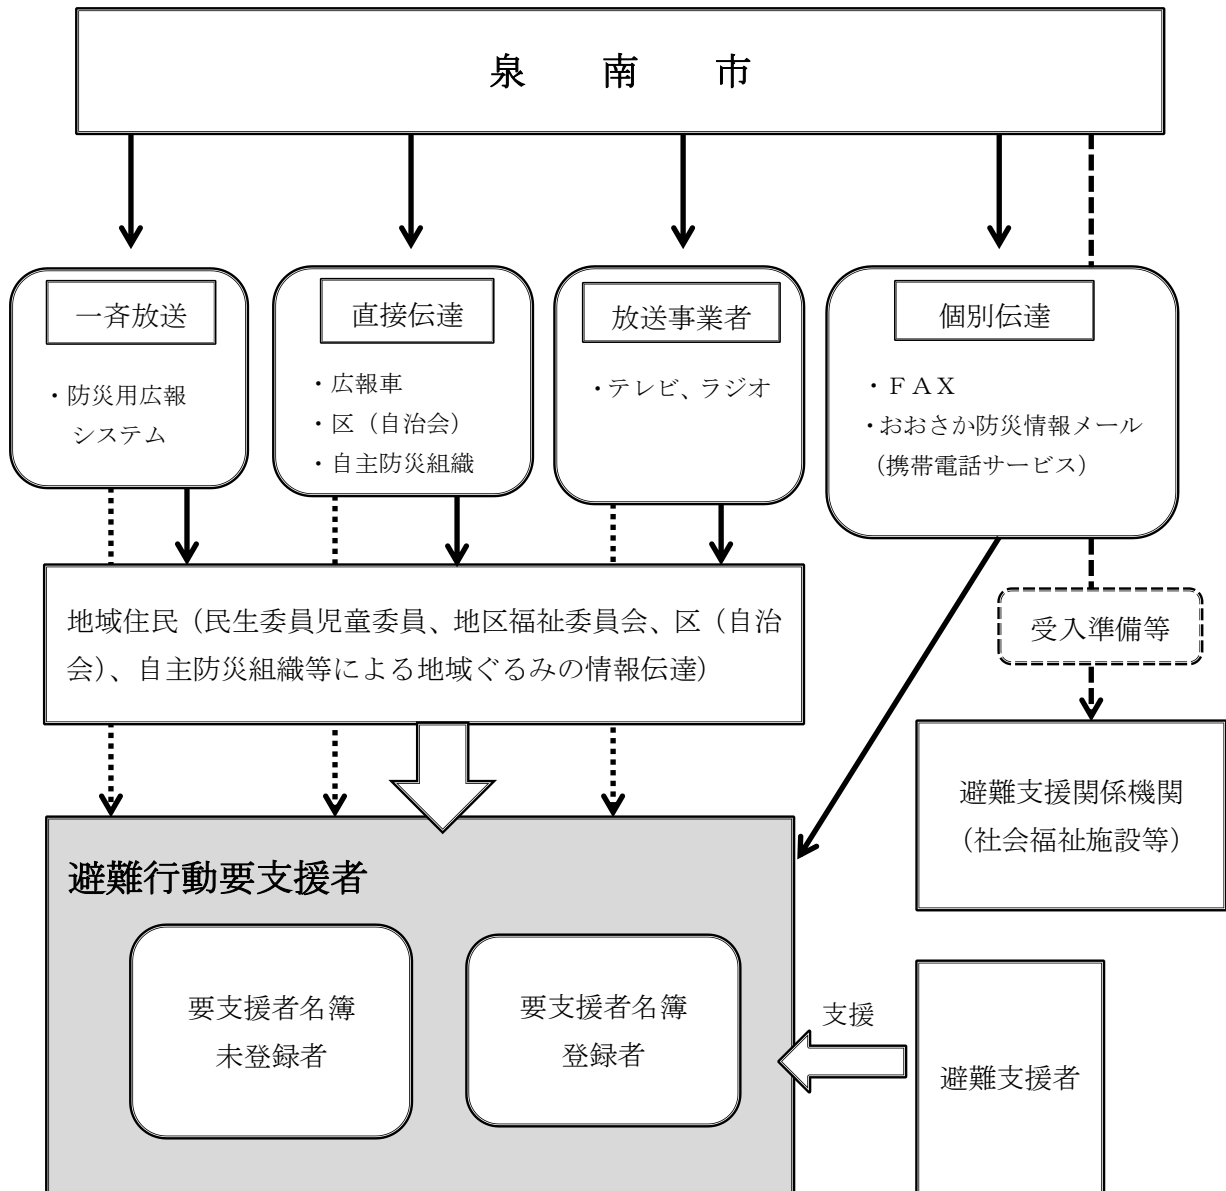 泉　南　市
一斉放送
・防災用広報
システム
直接伝達
・広報車
・区（自治会）
・自主防災組織
放送事業者
・テレビ、ラジオ
個別伝達
・ＦＡＸ
・おおさか防災情報メール
（携帯電話サービス）
地域住民（民生委員児童委員、地区福祉委員会、区（自治
会）、自主防災組織等による地域ぐるみの情報伝達）
受入準備等
避難支援関係機関
（社会福祉施設等）
避難行動要支援者
要支援者名簿
未登録者
要支援者名簿
登録者
支援
避難支援者